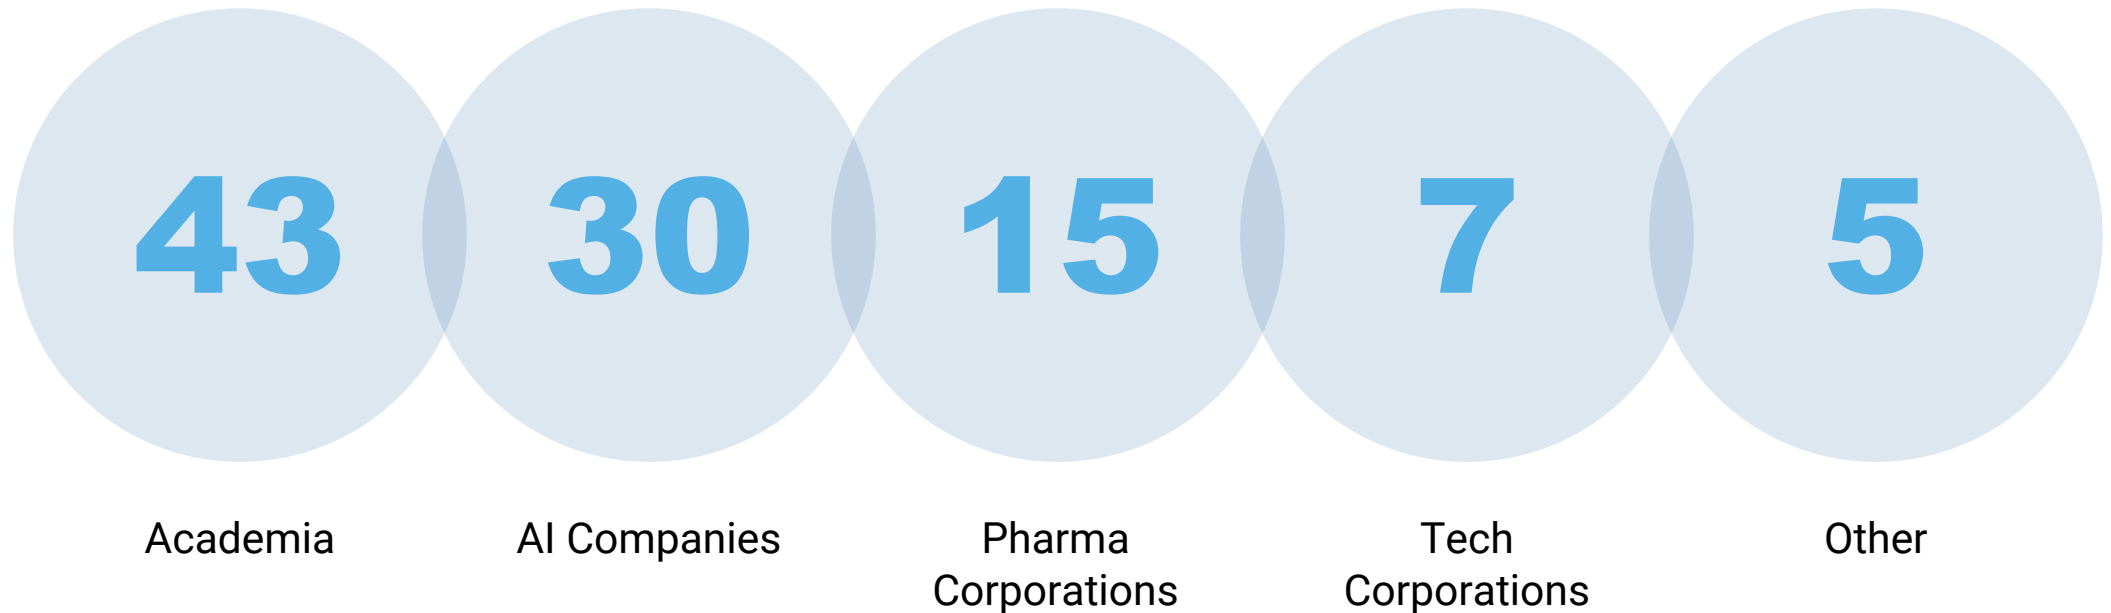 43
30
15
7
5
Academia
AI Companies
Pharma
Corporations
Tech
Corporations
Other